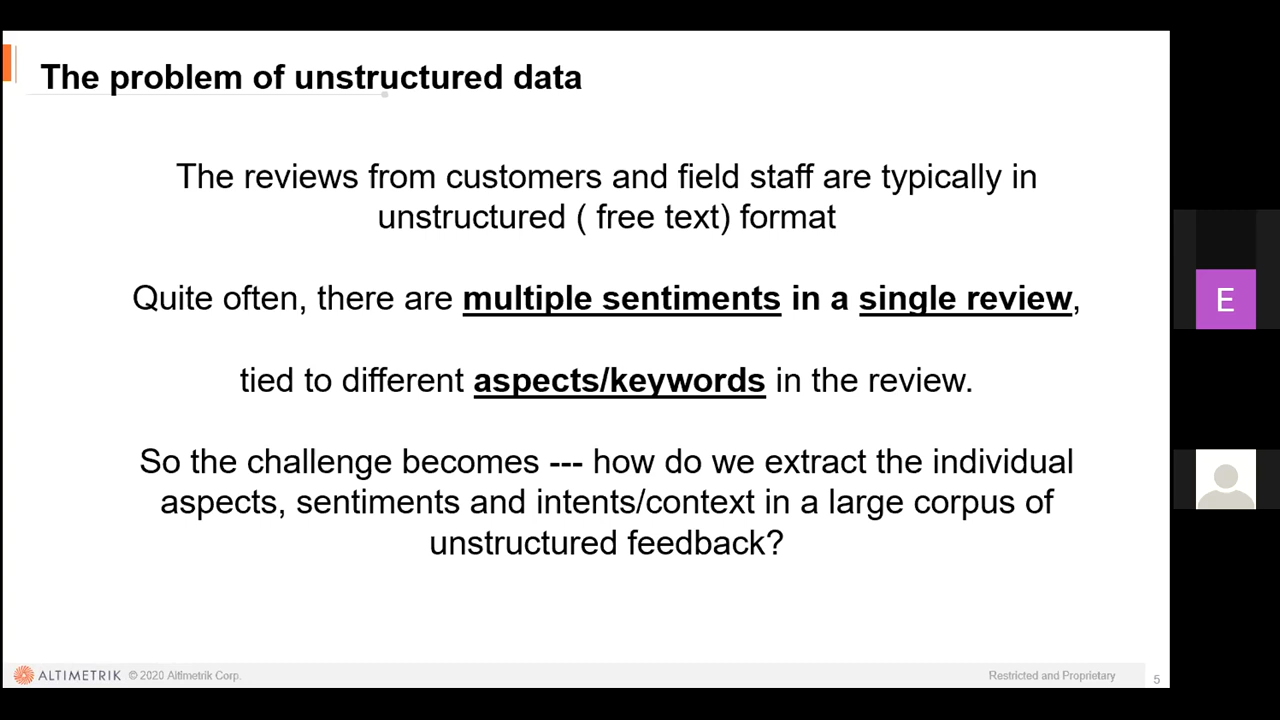 The problem of unstructured data
The reviews from customers and field staff are typically in
unstructured ( free text) format
Quite often, there are multiple sentiments in a single review,
tied to different aspects/keywords in the review.
So the challenge becomes --- how do we extract the individual
aspects, sentiments and intents/context in a large corpus of
unstructured feedback?
E
ALTIMETRIK © 2020 Altimetrik Corp.
Restricted and Proprietary
5